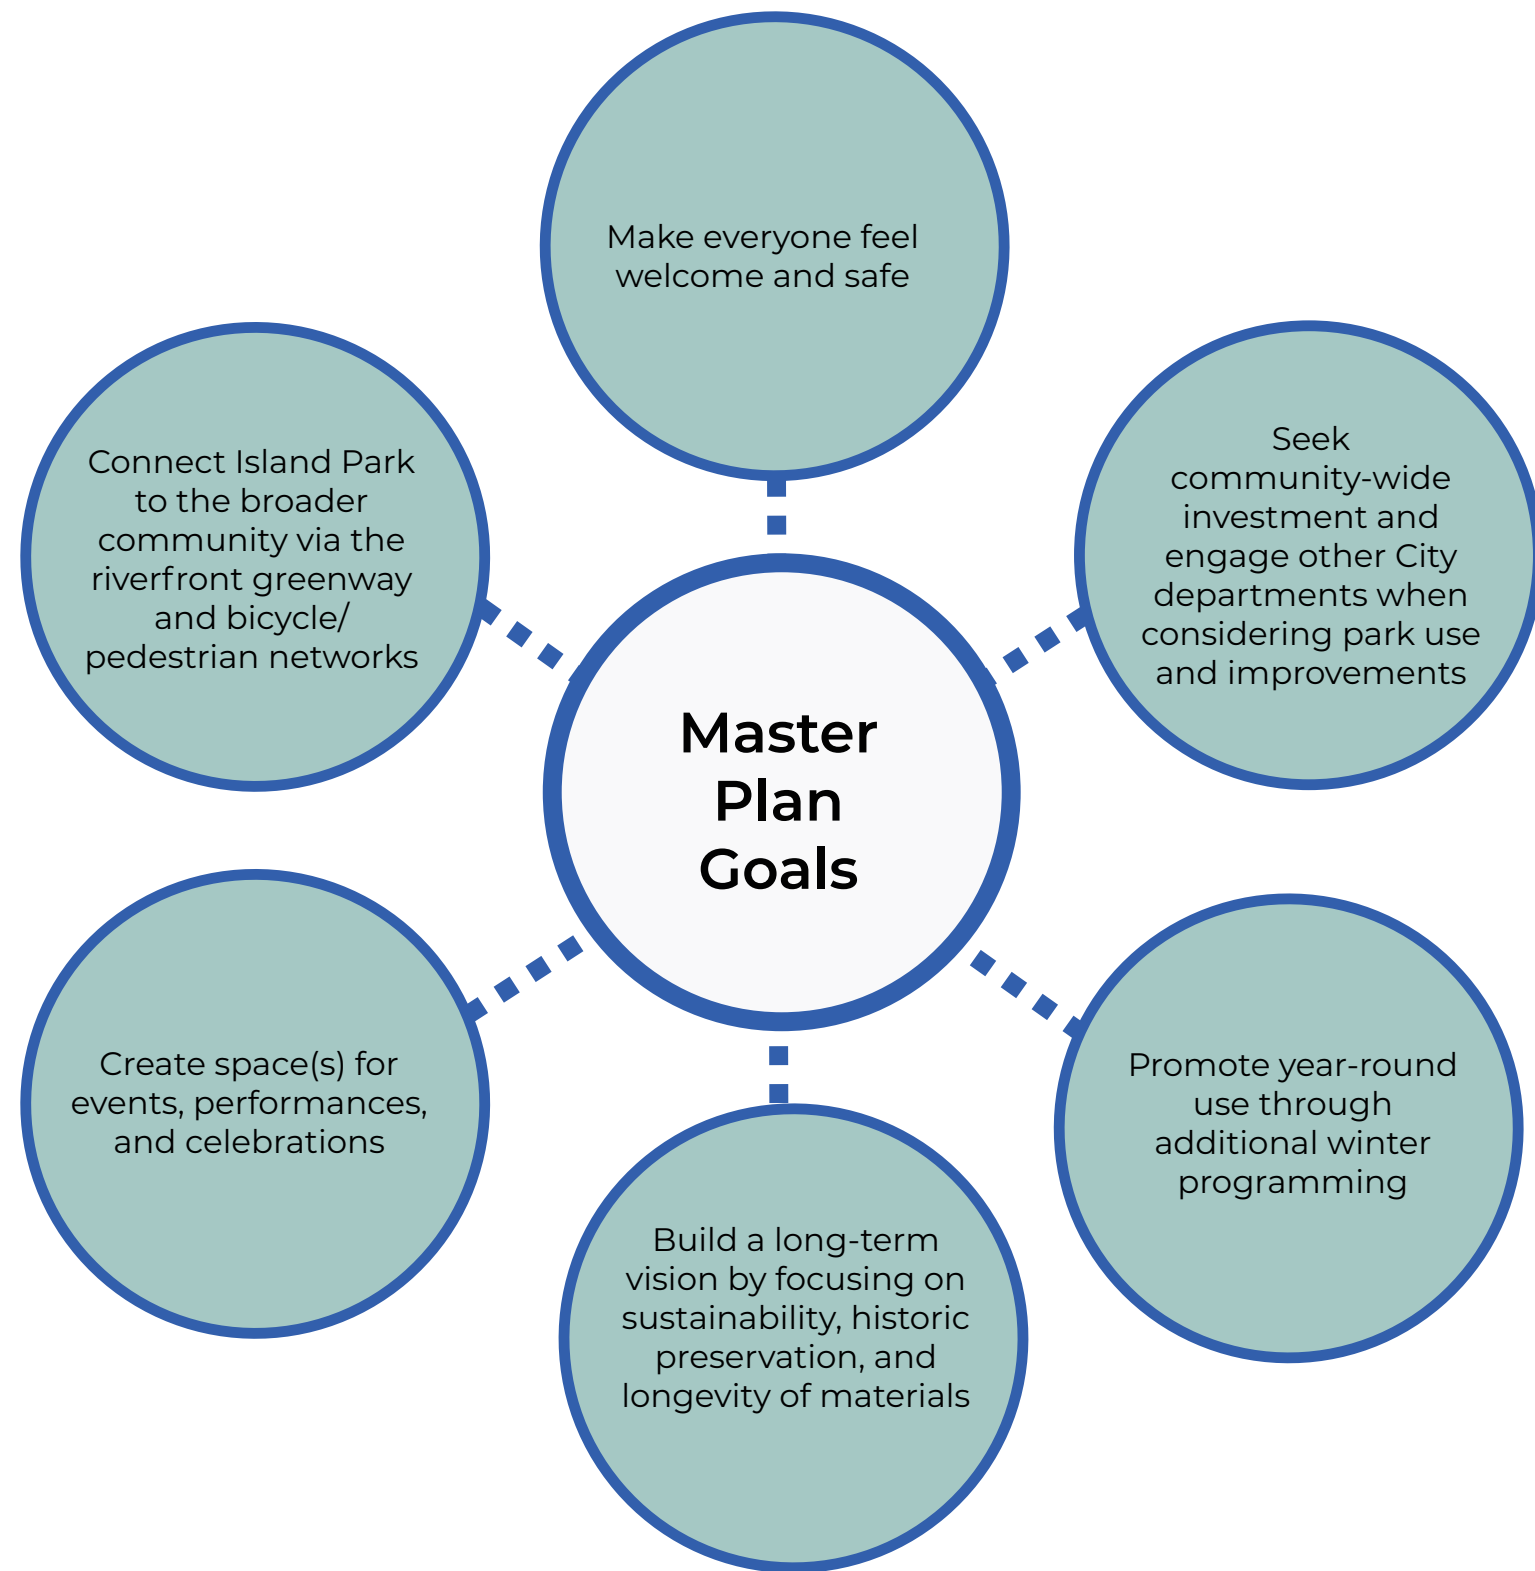 Make everyone feel
welcome and safe
Connect Island Park
to the broader
community via the
riverfront greenway
and bicycle/
pedestrian networks
Seek
community-wide
investment and
engage other City
departments when
considering park use
and improvements
Master
Plan
Goals
Create space(s) for
events, performances,
and celebrations
Promote year-round
use through
additional winter
programming
Build a long-term
vision by focusing on
sustainability, historic
preservation, and
longevity of materials